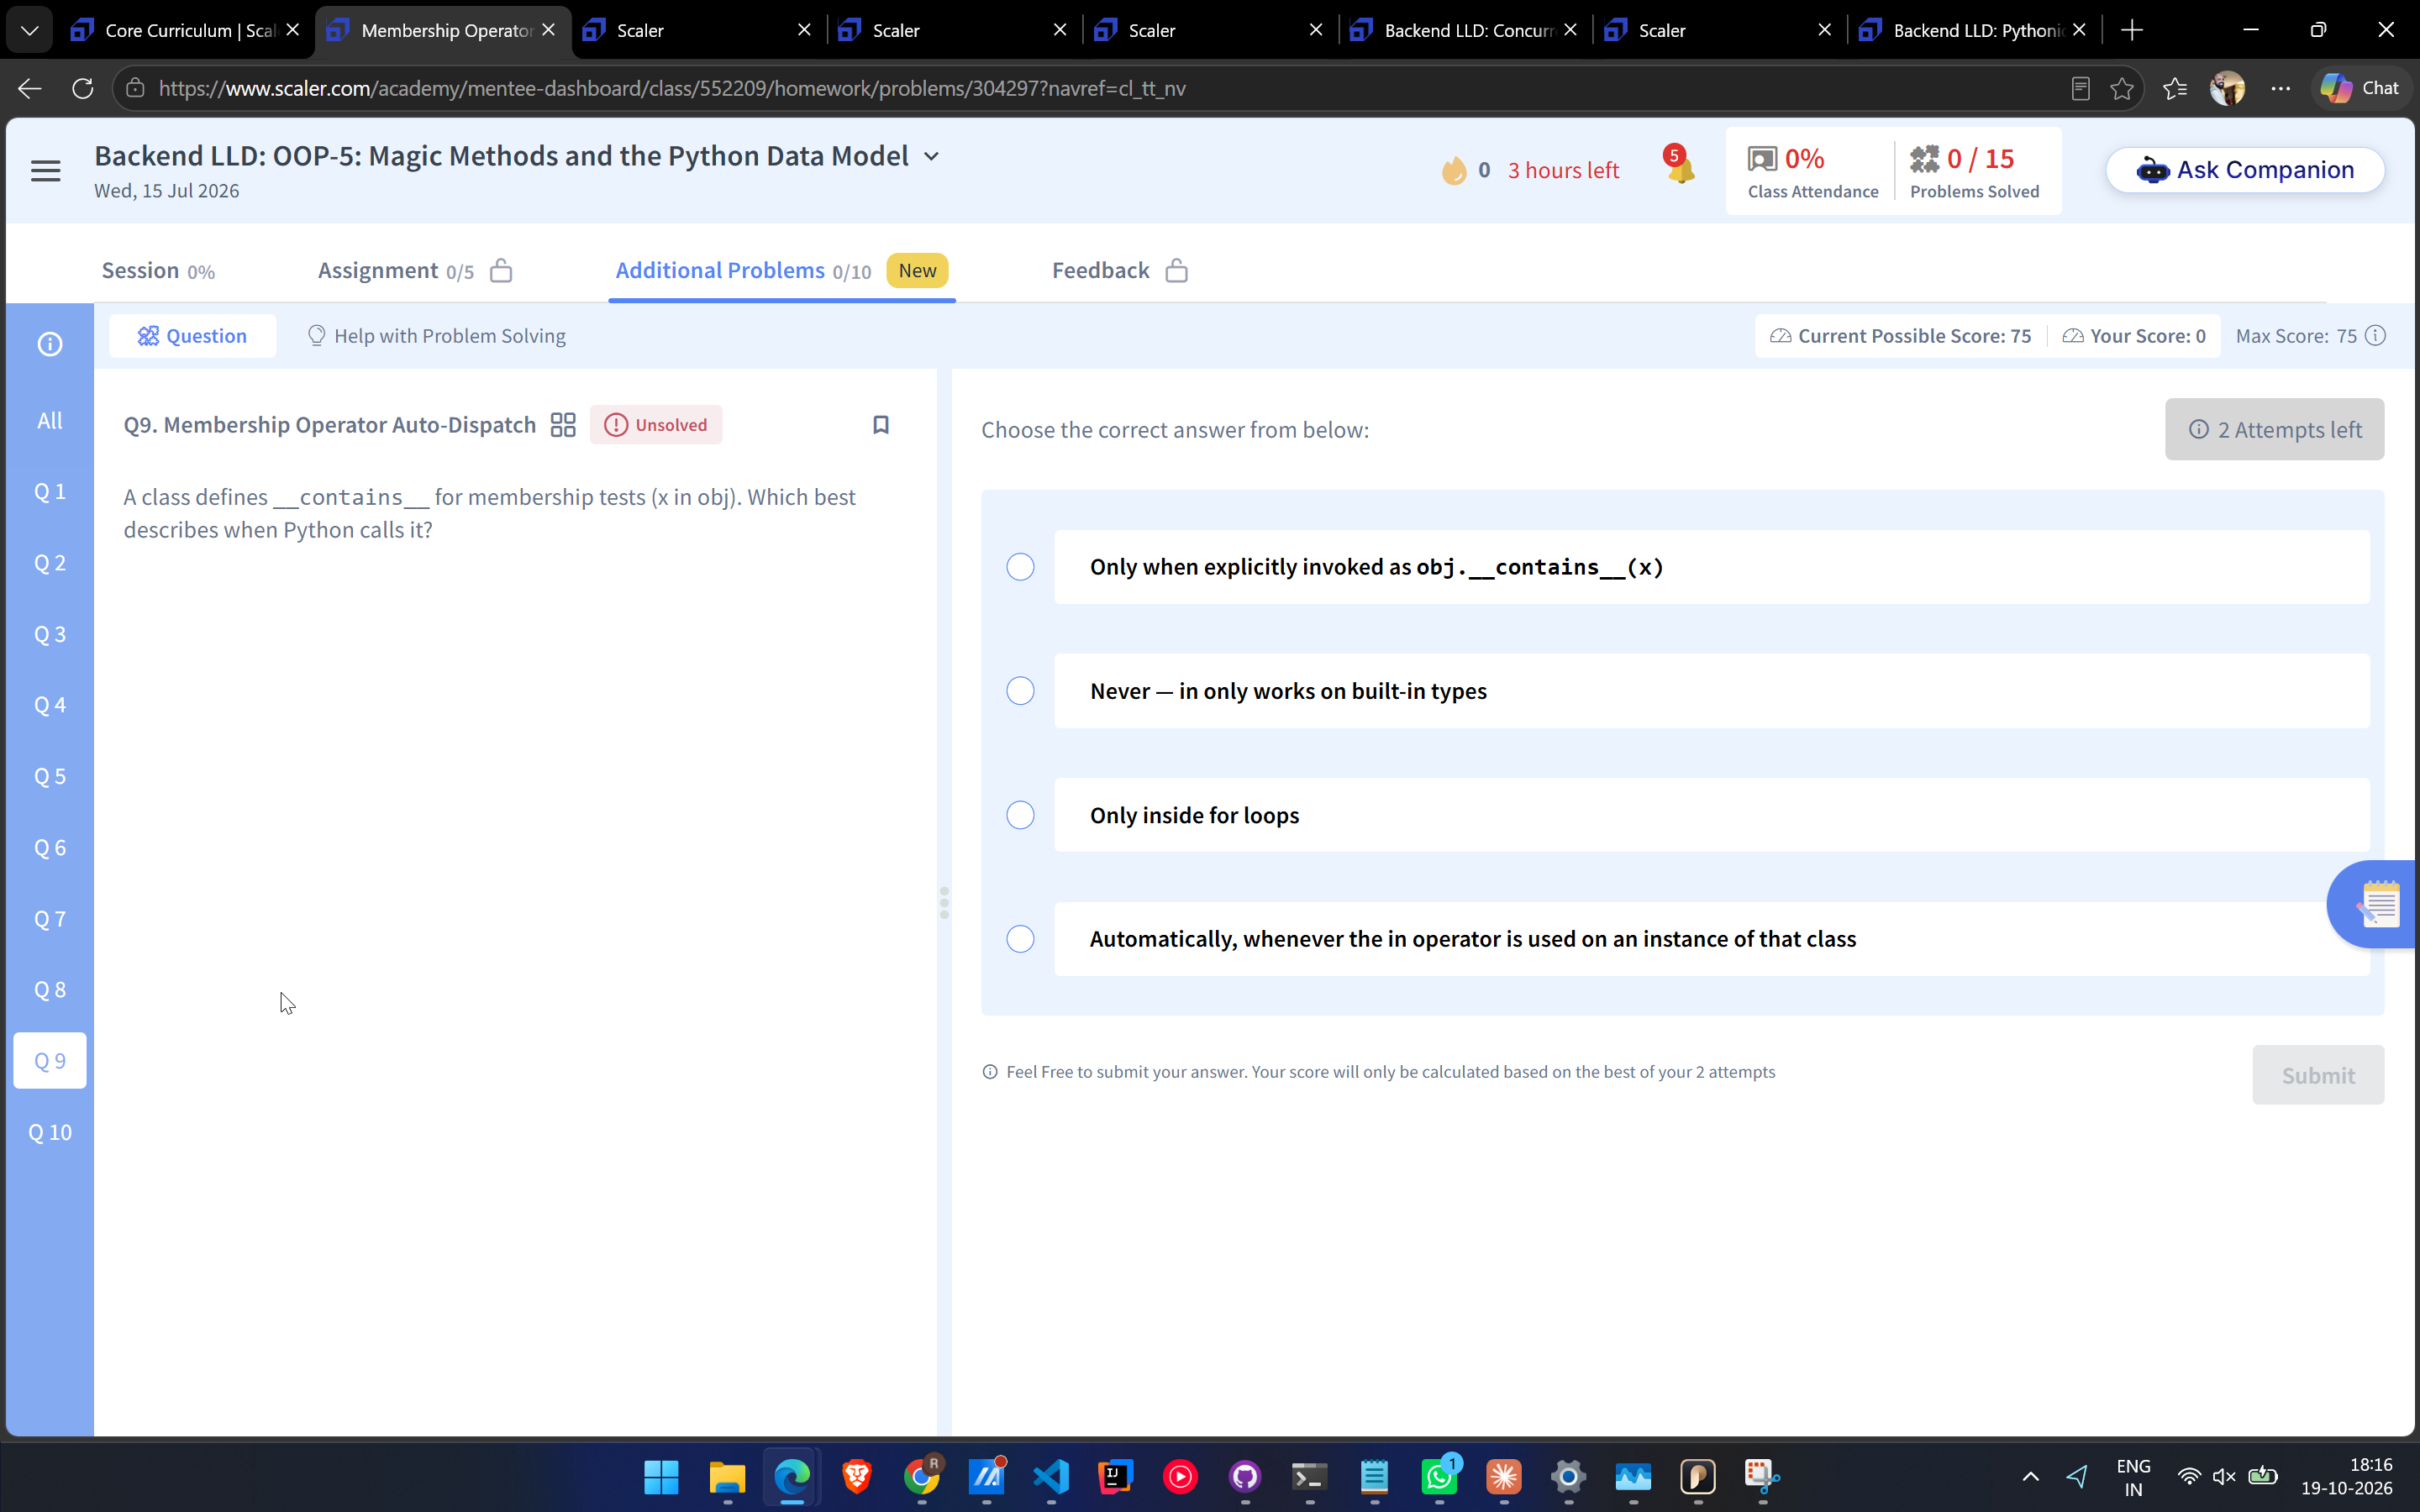 Core Curriculum | Scal
Membership Operator
Scaler
Scaler
Scaler
Backend LLD: Concurr
Scaler
Backend LLD: Pythonic
https://www.scaler.com/academy/mentee-dashboard/class/552209/homework/problems/304297?navref=cl_tt_nv
Chat
Backend LLD: OOP-5: Magic Methods and the Python Data Model
Wed, 15 Jul 2026
0
3 hours left
5
0%
Class Attendance
0 / 15
Problems Solved
Ask Companion
Session 0%
Assignment 0/5
Additional Problems 0/10 New
Feedback
Question
Help with Problem Solving
Current Possible Score: 75
Your Score: 0
Max Score: 75
All
Q 1
Q 2
Q 3
Q 4
Q 5
Q 6
Q 7
Q 8
Q 9
Q 10
Q9. Membership Operator Auto-Dispatch
Unsolved
A class defines __contains__ for membership tests (x in obj). Which best
describes when Python calls it?
Choose the correct answer from below:
2 Attempts left
Only when explicitly invoked as obj.__contains__(x)
Never — in only works on built-in types
Only inside for loops
Automatically, whenever the in operator is used on an instance of that class
Feel Free to submit your answer. Your score will only be calculated based on the best of your 2 attempts
Submit
R
IJ
1
ENG
IN
18:16
19-10-2026